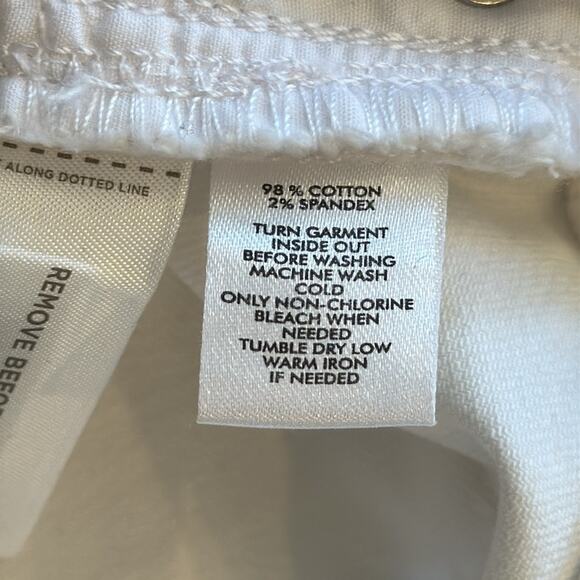 ALONG DOTTED LINE
REMOVE
98 % COTTON
2% SPANDEX
TURN GARMENT
INSIDE OUT
BEFORE WASHING
MACHINE WASH
COLD
ONLY NON-CHLORINE
BLEACH WHEN
NEEDED
TUMBLE DRY LOW
WARM IRON
IF NEEDED